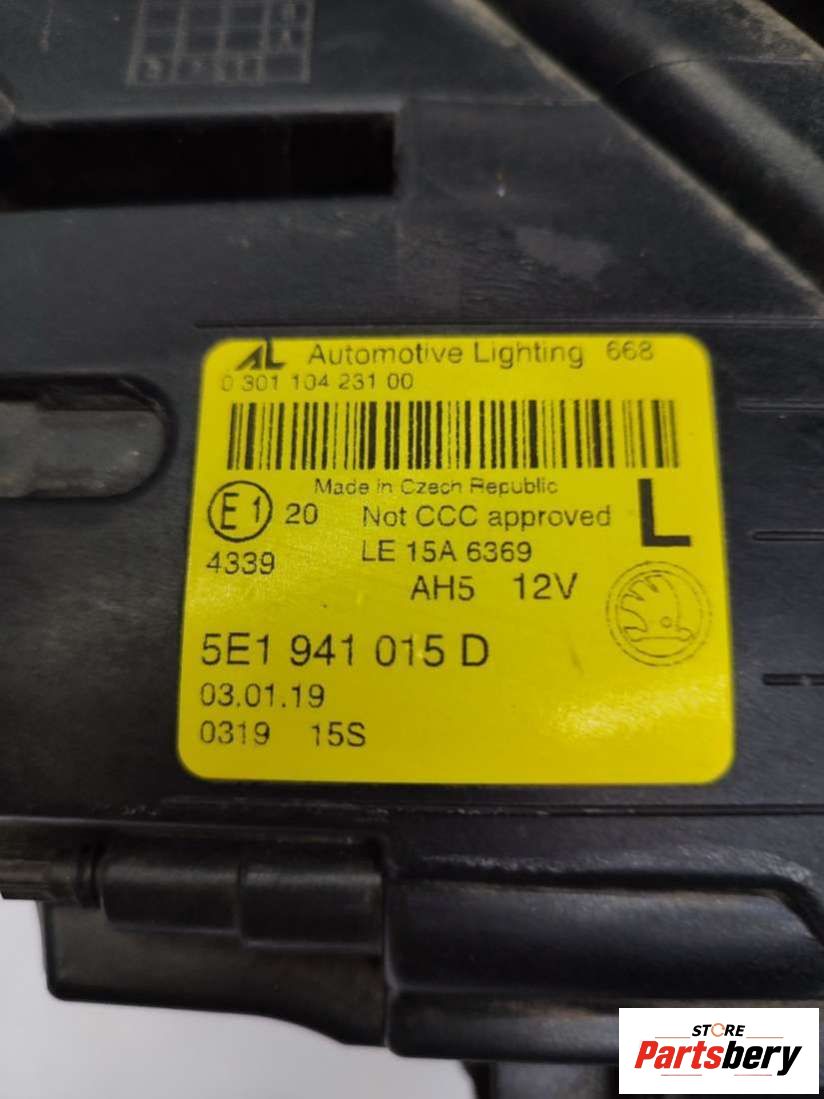 AL Automotive Lighting 668
0 301 104 231 00
Made in Czech Republic
E1 20 Not CCC approved L
4339 LE 15A 6369
AH5 12V
5E1 941 015 D
03.01.19
0319 15S
STORE
Partsbery